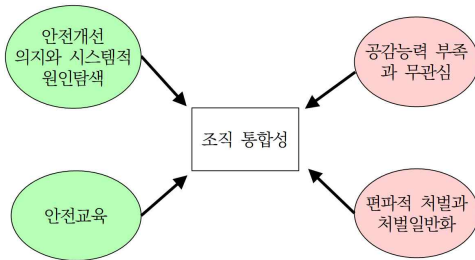 안전개선
의지와 시스템적
원인탐색
공감능력 부족
과 무관심
조직 통합성
안전교육
편파적 처벌과
처벌일반화